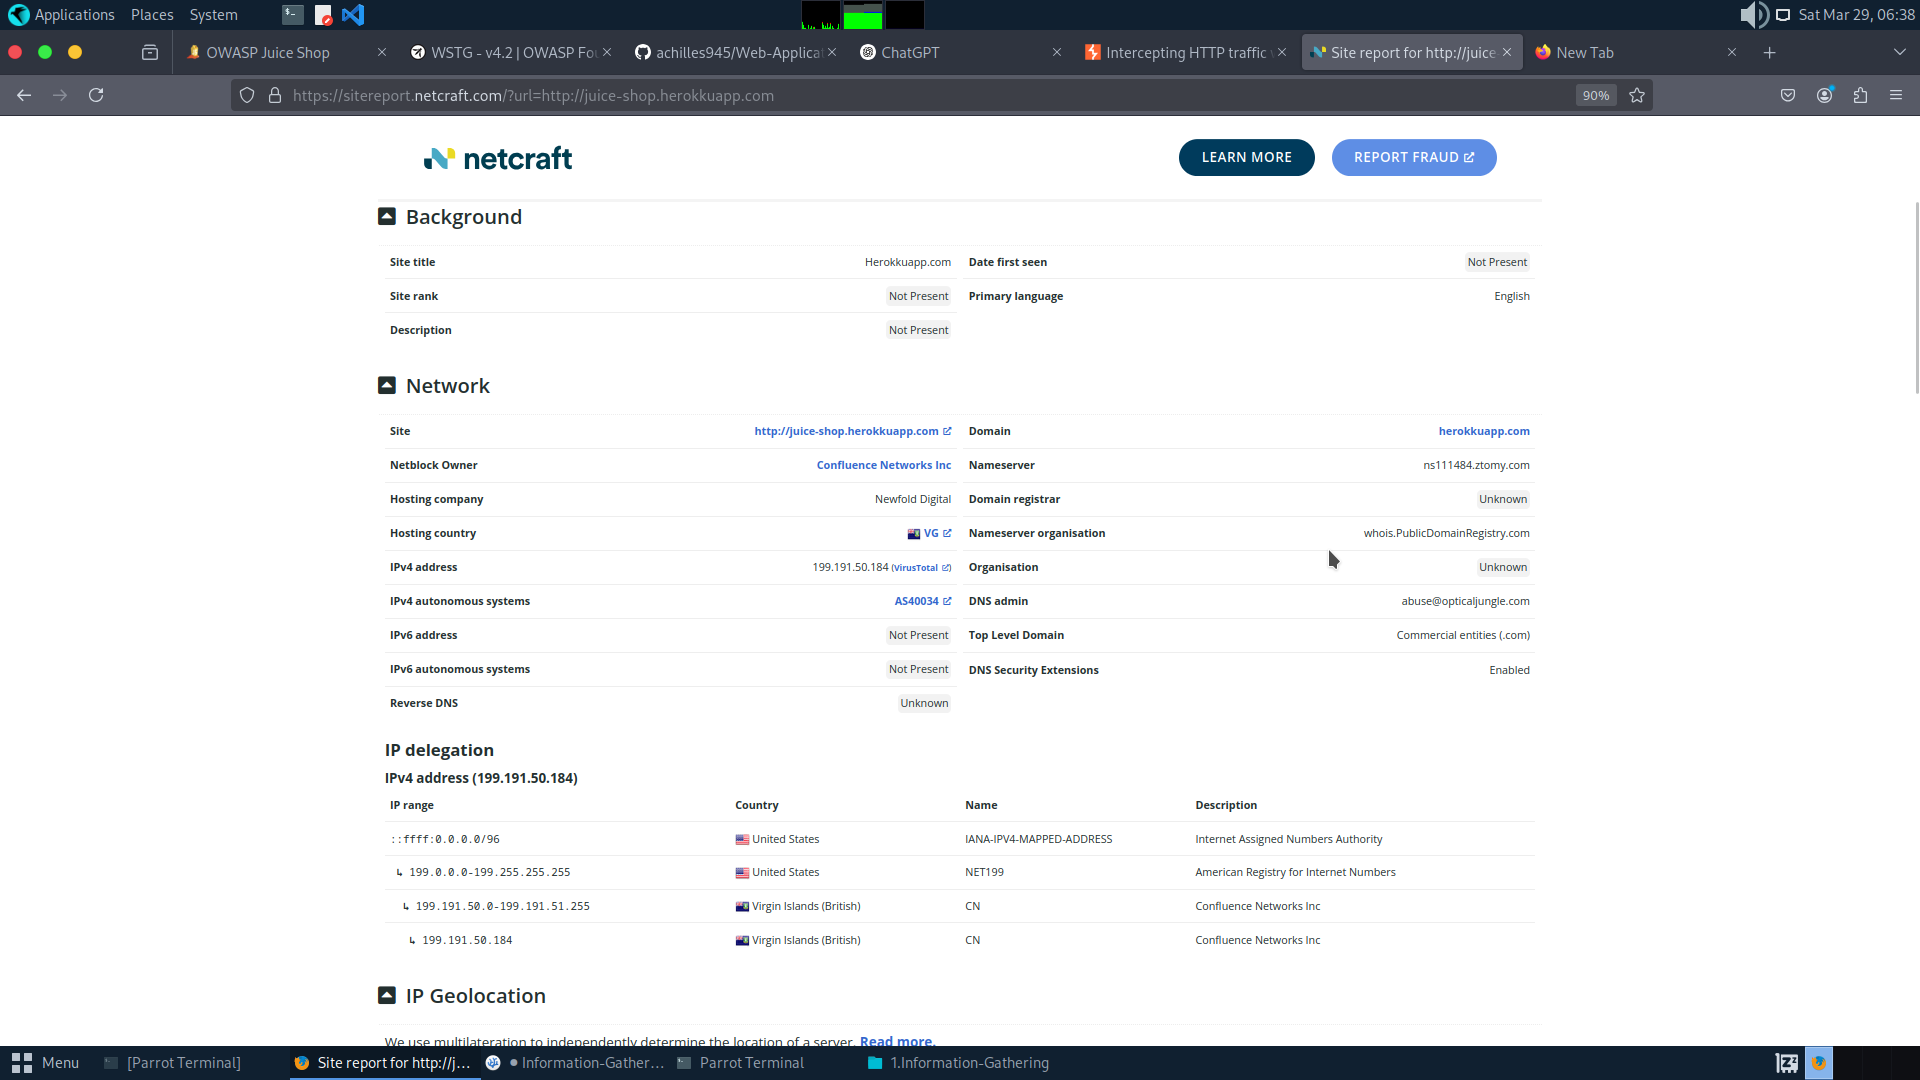 Applications Places System
Sat Mar 29, 06:38
OWASP Juice Shop
WSTG - v4.2 | OWASP Fou
achilles945/Web-Applicat
ChatGPT
Intercepting HTTP traffic
Site report for http://juice
New Tab
https://sitereport.netcraft.com/?url=http://juice-shop.herokkuapp.com
90%
netcraft
LEARN MORE
REPORT FRAUD
Background
Site title Herokkuapp.com Date first seen Not Present
Site rank Not Present Primary language English
Description Not Present
Network
Site http://juice-shop.herokkuapp.com Domain herokkuapp.com
Netblock Owner Confluence Networks Inc Nameserver ns111484.ztomy.com
Hosting company Newfold Digital Domain registrar Unknown
Hosting country VG Nameserver organisation whois.PublicDomainRegistry.com
IPv4 address 199.191.50.184 (VirusTotal) Organisation Unknown
IPv4 autonomous systems AS40034 DNS admin abuse@opticaljungle.com
IPv6 address Not Present Top Level Domain Commercial entities (.com)
IPv6 autonomous systems Not Present DNS Security Extensions Enabled
Reverse DNS Unknown
IP delegation
IPv4 address (199.191.50.184)
IP range Country Name Description
::ffff:0.0.0.0/96 United States IANA-IPV4-MAPPED-ADDRESS Internet Assigned Numbers Authority
↳ 199.0.0.0-199.255.255.255 United States NET199 American Registry for Internet Numbers
↳ 199.191.50.0-199.191.51.255 Virgin Islands (British) CN Confluence Networks Inc
↳ 199.191.50.184 Virgin Islands (British) CN Confluence Networks Inc
IP Geolocation
We use multilateration to independently determine the location of a server. Read more.
Menu
[Parrot Terminal]
Site report for http://j...
Information-Gather...
Parrot Terminal
1.Information-Gathering